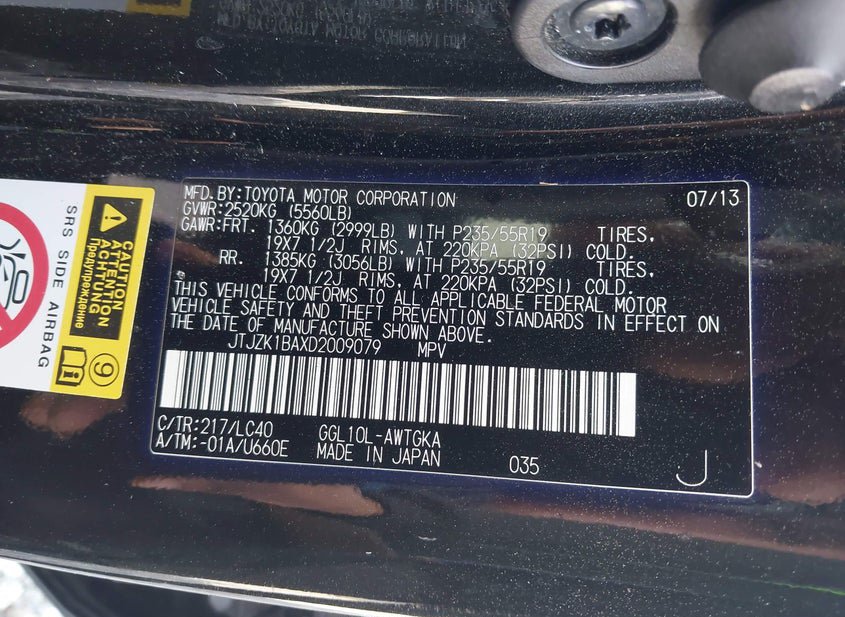 MFD.BY:TOYOTA MOTOR CORPORATION 07/13
GVWR:2520KG (5560LB)
GAWR:FRT. 1360KG (2999LB) WITH P235/55R19 TIRES,
19X7 1/2J RIMS, AT 220KPA (32PSI) COLD.
RR. 1385KG (3056LB) WITH P235/55R19 TIRES,
19X7 1/2J RIMS, AT 220KPA (32PSI) COLD.
THIS VEHICLE CONFORMS TO ALL APPLICABLE FEDERAL MOTOR
VEHICLE SAFETY AND THEFT PREVENTION STANDARDS IN EFFECT ON
THE DATE OF MANUFACTURE SHOWN ABOVE.
JTJZK1BAXD2009079 MPV
C/TR:217/LC40 GGL10L-AWTGKA
A/TM:-01A/U660E MADE IN JAPAN 035 J
SRS SIDE AIRBAG
CAUTION
ATTENTION
ACHTUNG
Предупреждение
9